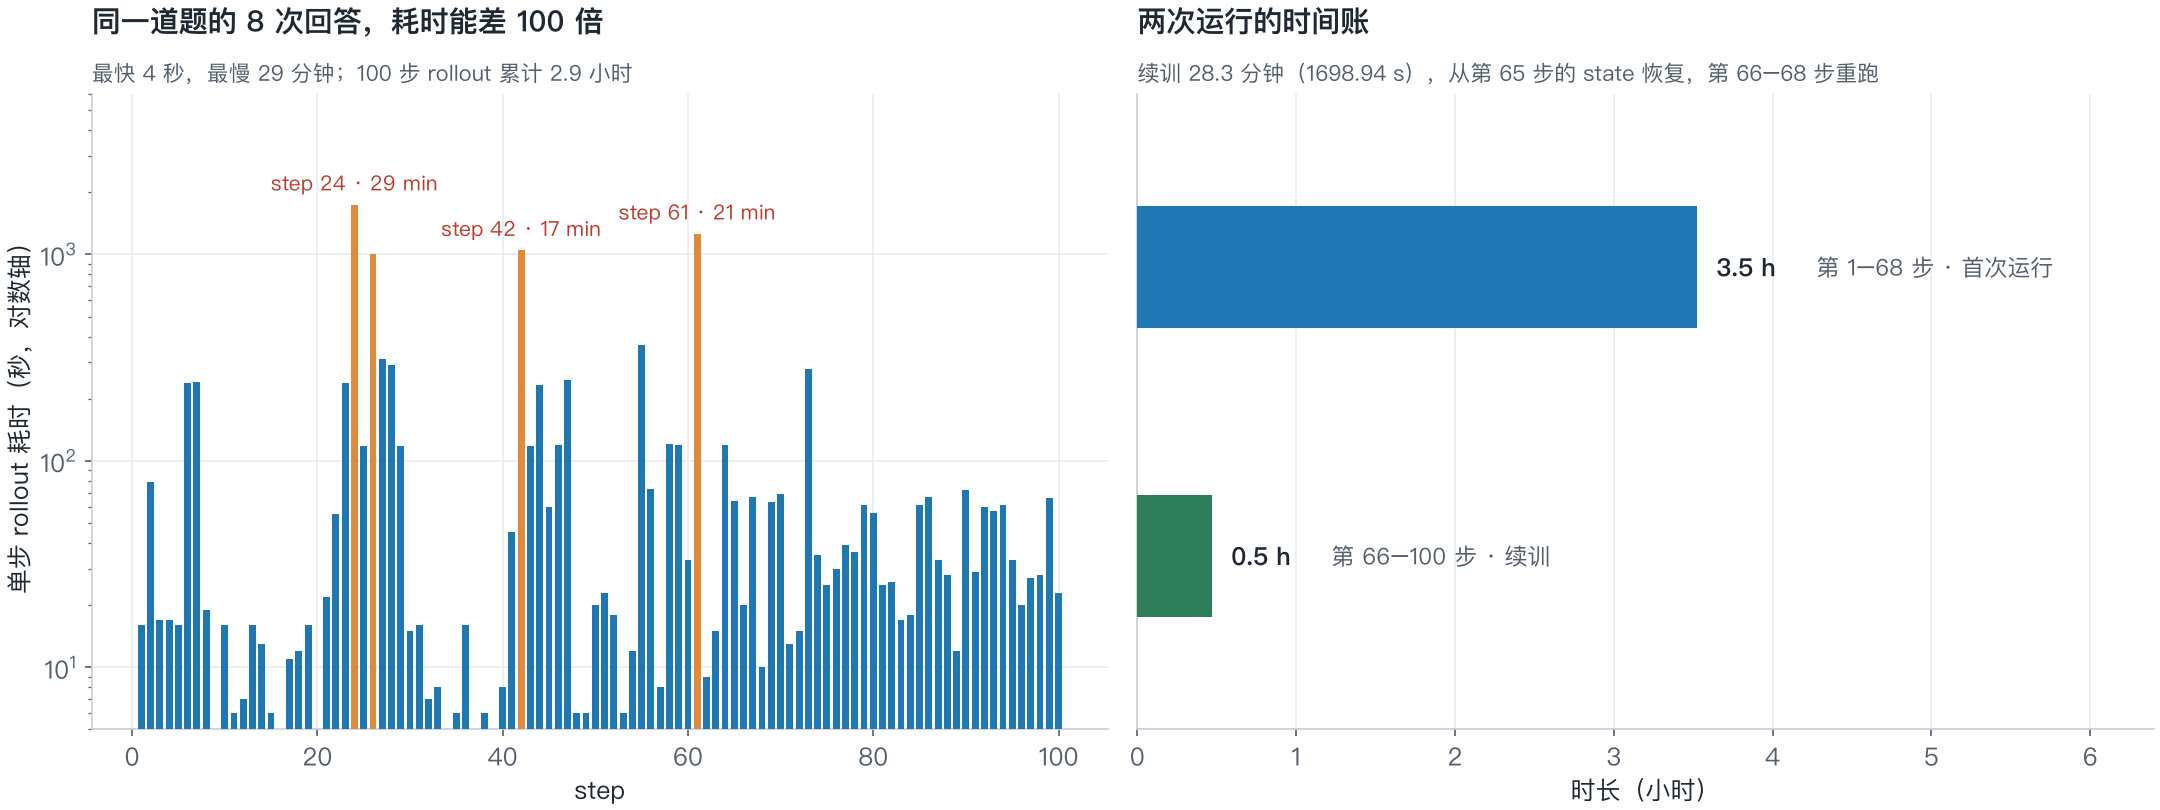 同一道题的 8 次回答，耗时能差 100 倍
最快 4 秒，最慢 29 分钟；100 步 rollout 累计 2.9 小时
单步 rollout 耗时（秒，对数轴）
10³
10²
10¹
step 24 · 29 min
step 42 · 17 min
step 61 · 21 min
0 20 40 60 80 100
step
两次运行的时间账
续训 28.3 分钟（1698.94 s），从第 65 步的 state 恢复，第 66—68 步重跑
3.5 h 第 1—68 步 · 首次运行
0.5 h 第 66—100 步 · 续训
0 1 2 3 4 5 6
时长（小时）